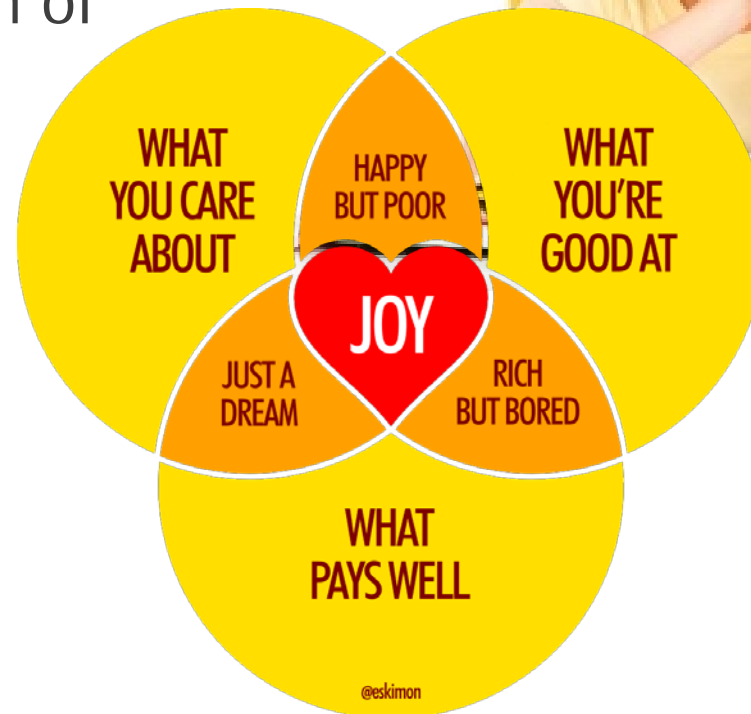 WHAT
YOU CARE
ABOUT
HAPPY
BUT POOR
WHAT
YOU'RE
GOOD AT
JOY
JUST A
DREAM
RICH
BUT BORED
WHAT
PAYS WELL
@eskimon